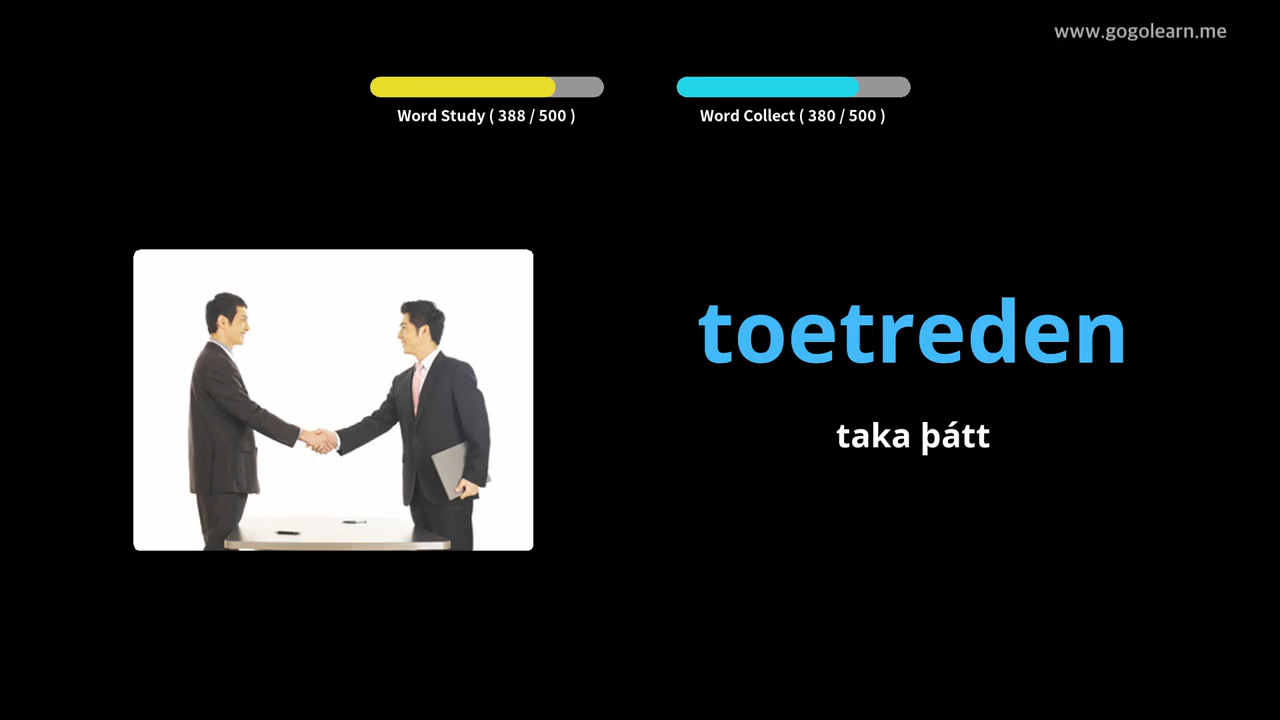 www.gogolearn.me
Word Study ( 388 / 500 )
Word Collect ( 380 / 500 )
toetreden
taka þátt